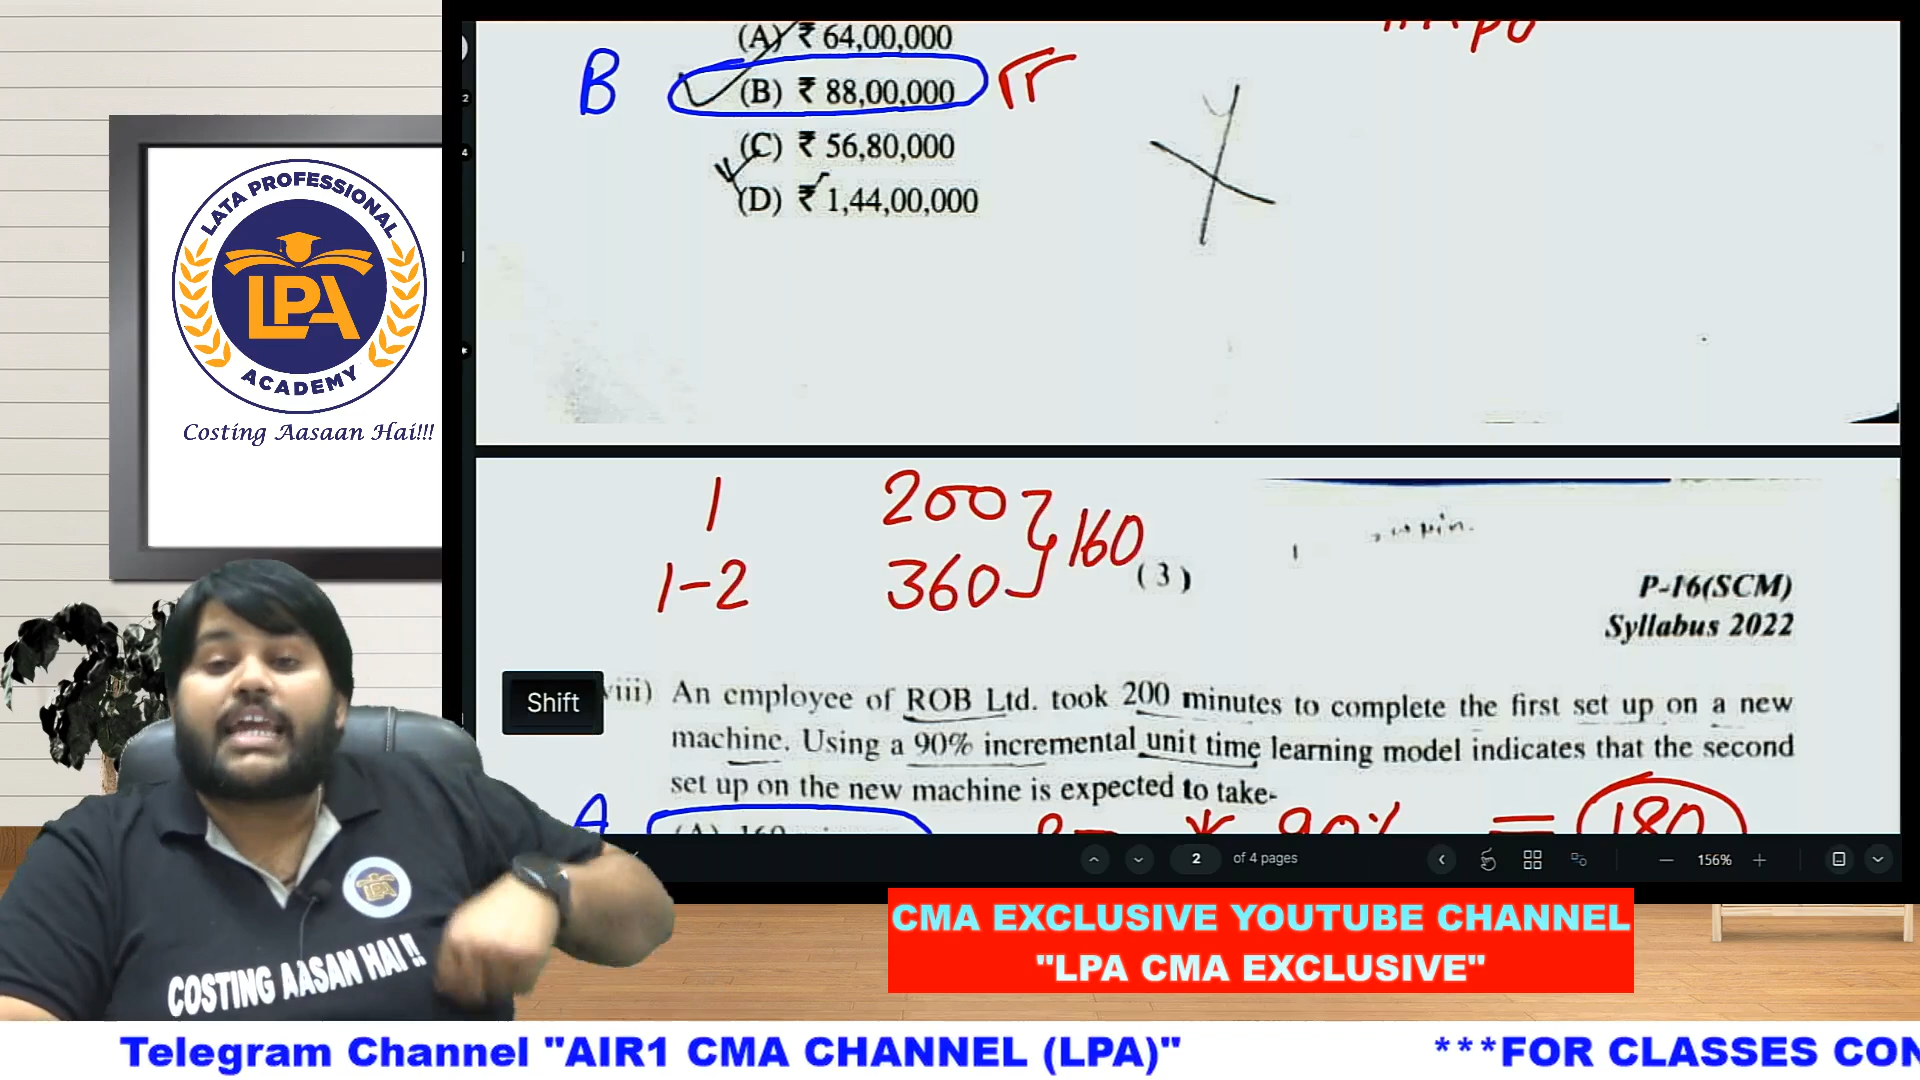 (A) ₹ 64,00,000
B (B) ₹ 88,00,000
(C) ₹ 56,80,000
(D) ₹ 1,44,00,000
LATA PROFESSIONAL
LPA
ACADEMY
Costing Aasaan Hai!!!
1 200
160
1-2 360
(3)
P-16(SCM)
Syllabus 2022
Shift
viii) An employee of ROB Ltd. took 200 minutes to complete the first set up on a new
machine. Using a 90% incremental unit time learning model indicates that the second
set up on the new machine is expected to take-
A (A) 160
90% = 180
2 of 4 pages
156%
LPA
COSTING AASAN HAI !!
CMA EXCLUSIVE YOUTUBE CHANNEL
"LPA CMA EXCLUSIVE"
Telegram Channel "AIR1 CMA CHANNEL (LPA)" ***FOR CLASSES CON